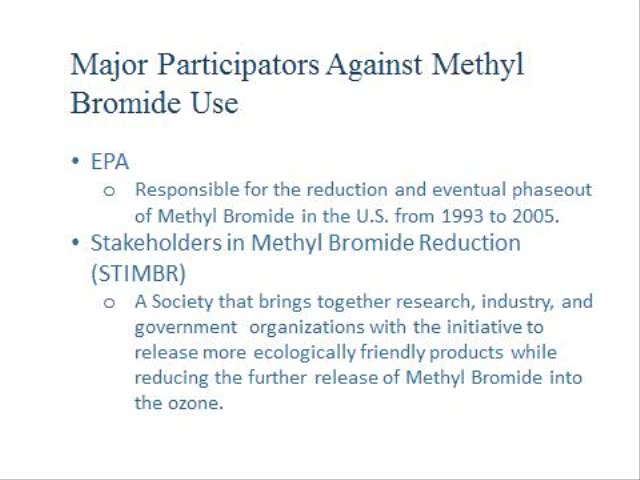 Major Participators Against Methyl
Bromide Use
• EPA
o Responsible for the reduction and eventual phaseout
of Methyl Bromide in the U.S. from 1993 to 2005.
• Stakeholders in Methyl Bromide Reduction
(STIMBR)
o A Society that brings together research, industry, and
government organizations with the initiative to
release more ecologically friendly products while
reducing the further release of Methyl Bromide into
the ozone.